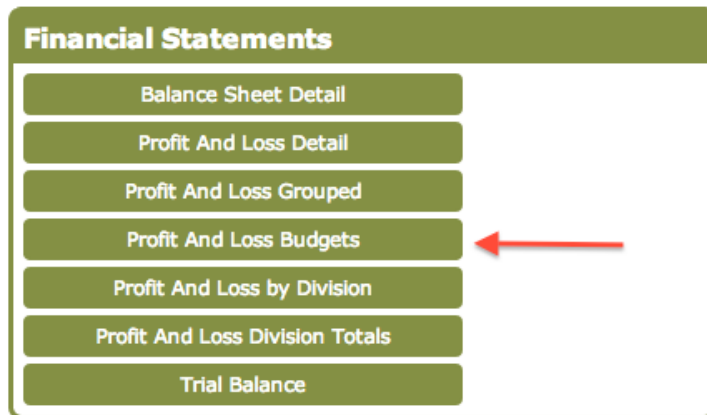 Financial Statements
Balance Sheet Detail
Profit And Loss Detail
Profit And Loss Grouped
Profit And Loss Budgets
Profit And Loss by Division
Profit And Loss Division Totals
Trial Balance